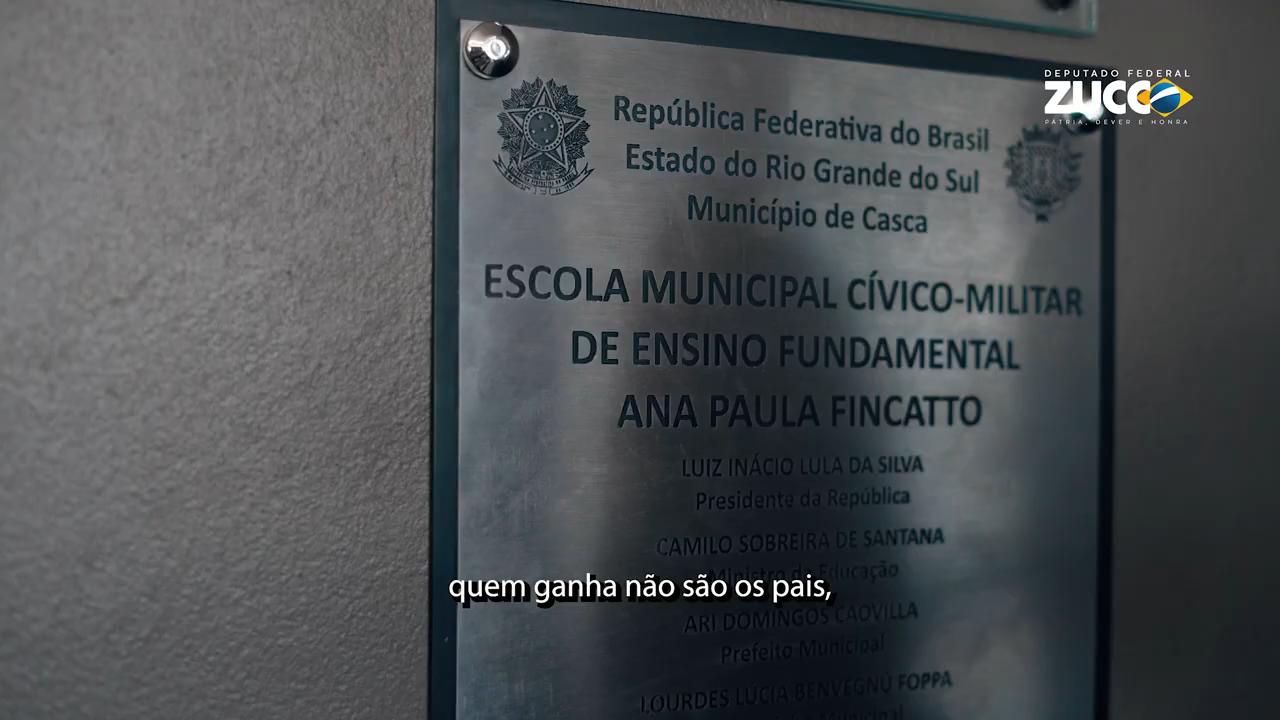 DEPUTADO FEDERAL
ZUCCO
PÁTRIA, DEVER E HONRA
República Federativa do Brasil
Estado do Rio Grande do Sul
Município de Casca
ESCOLA MUNICIPAL CÍVICO-MILITAR
DE ENSINO FUNDAMENTAL
ANA PAULA FINCATTO
LUIZ INÁCIO LULA DA SILVA
Presidente da República
CAMILO SOBREIRA DE SANTANA
Ministro da Educação
quem ganha não são os pais,
ARI DOMINGOS CAOVILLA
Prefeito Municipal
LOURDES LÚCIA BENVEGNÚ FOPPA
Municipal